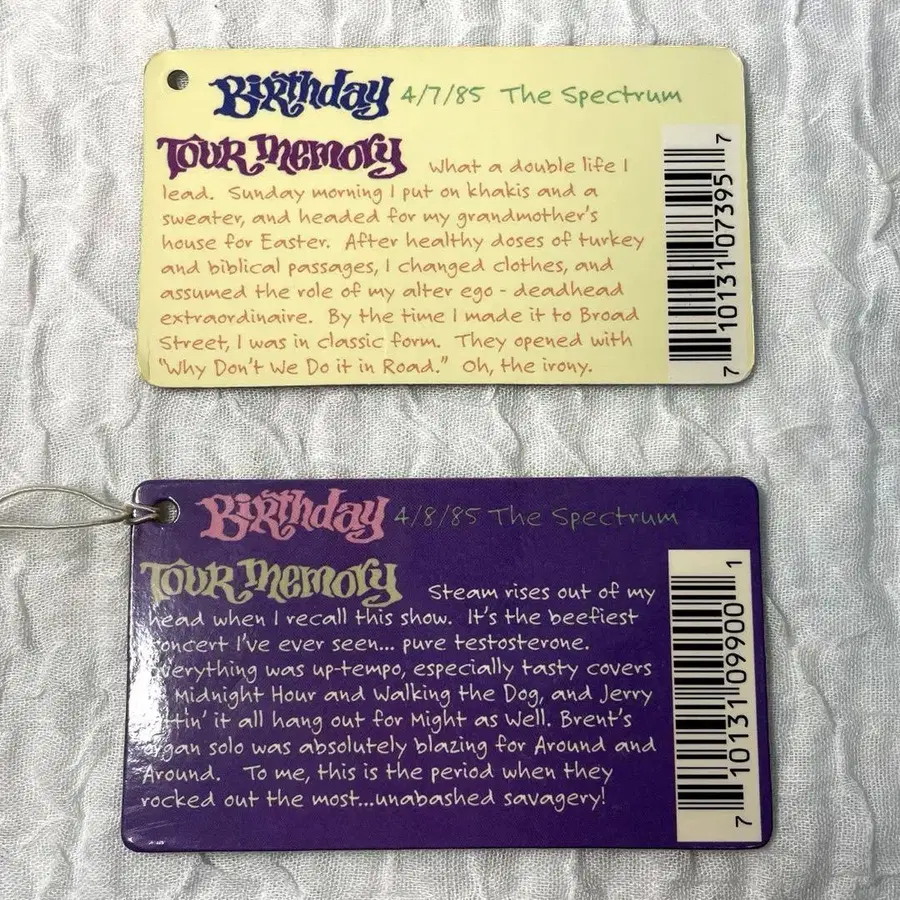 Birthday 4/7/85 The Spectrum
Tour Memory What a double life I
lead. Sunday morning I put on khakis and a
sweater, and headed for my grandmother's
house for Easter. After healthy doses of turkey
and biblical passages, I changed clothes, and
assumed the role of my alter ego - deadhead
extraordinaire. By the time I made it to Broad
Street, I was in classic form. They opened with
"Why Don't We Do it in Road." Oh, the irony.
7 10131 07395 7
Birthday 4/8/85 The Spectrum
Tour Memory Steam rises out of my
head when I recall this show. It's the beefiest
concert I've ever seen... pure testosterone.
Everything was up-tempo, especially tasty covers
Midnight Hour and Walking the Dog, and Jerry
it all hang out for Might as Well. Brent's
organ solo was absolutely blazing for Around and
Around. To me, this is the period when they
rocked out the most...unabashed savagery!
7 10131 09900 1